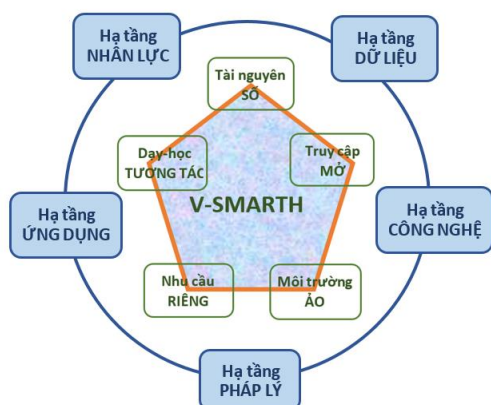 Hạ tầng
NHÂN LỰC
Hạ tầng
DỮ LIỆU
Tài nguyên
SỐ
Dạy-học
TƯƠNG TÁC
Truy cập
MỞ
V-SMARTH
Hạ tầng
ỨNG DỤNG
Hạ tầng
CÔNG NGHỆ
Nhu cầu
RIÊNG
Môi trường
ẢO
Hạ tầng
PHÁP LÝ